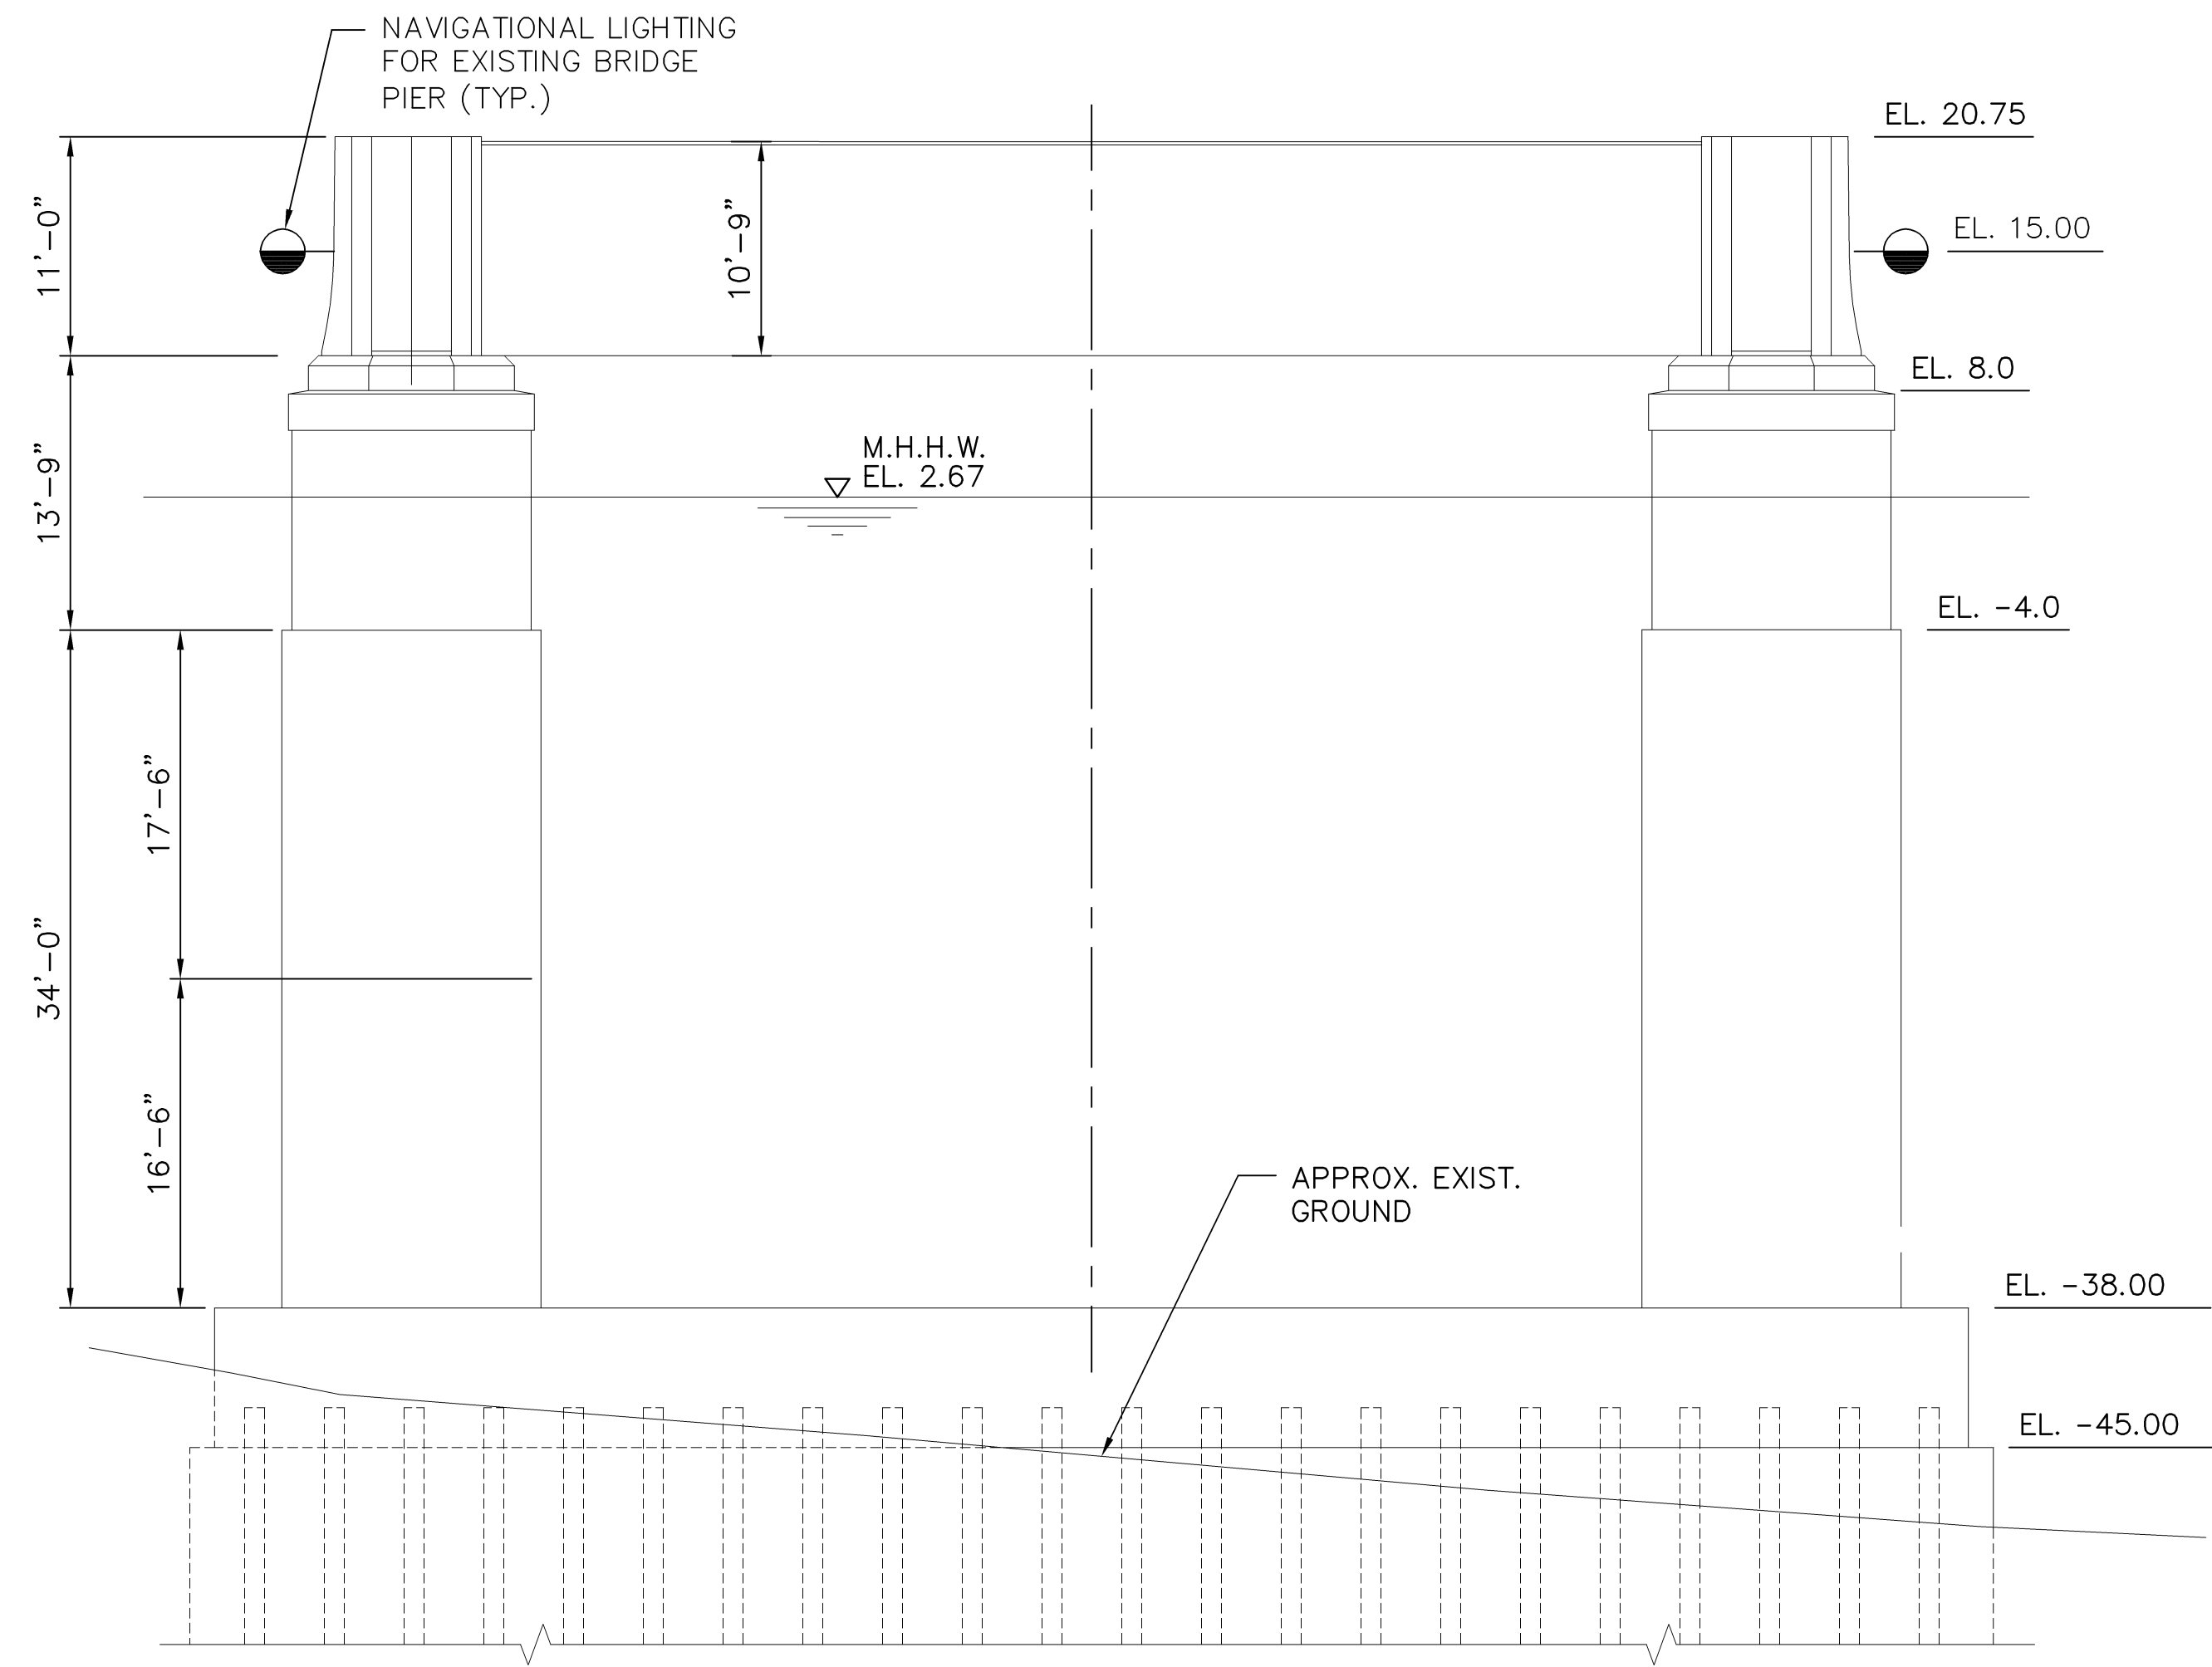 NAVIGATIONAL LIGHTING
FOR EXISTING BRIDGE
PIER (TYP.)
EL. 20.75
11'-0"
10'-9"
EL. 15.00
EL. 8.0
M.H.H.W.
EL. 2.67
13'-9"
EL. -4.0
17'-6"
34'-0"
16'-6"
APPROX. EXIST.
GROUND
EL. -38.00
EL. -45.00